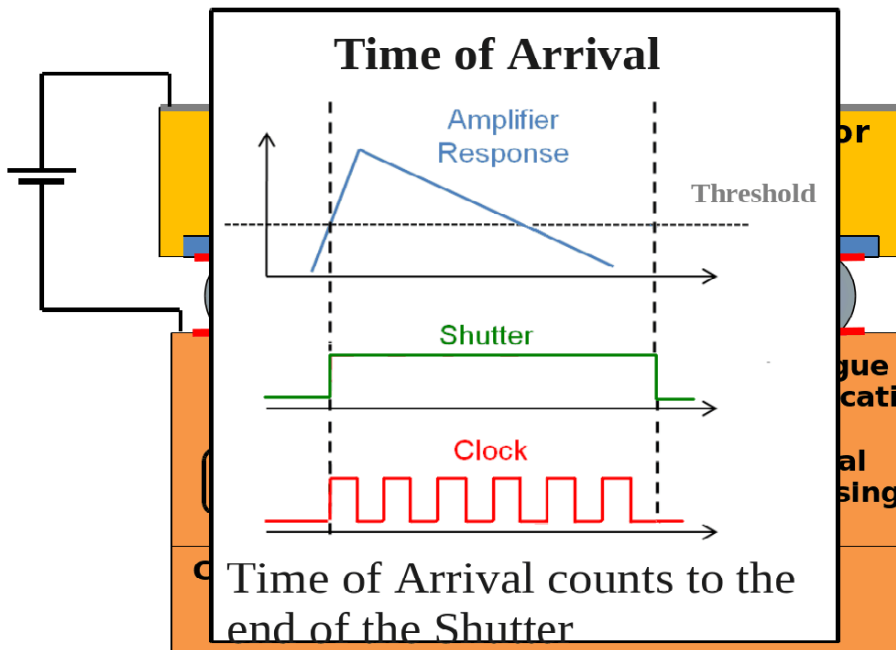 Time of Arrival
Amplifier
Response
Threshold
Shutter
Clock
Time of Arrival counts to the
end of the Shutter